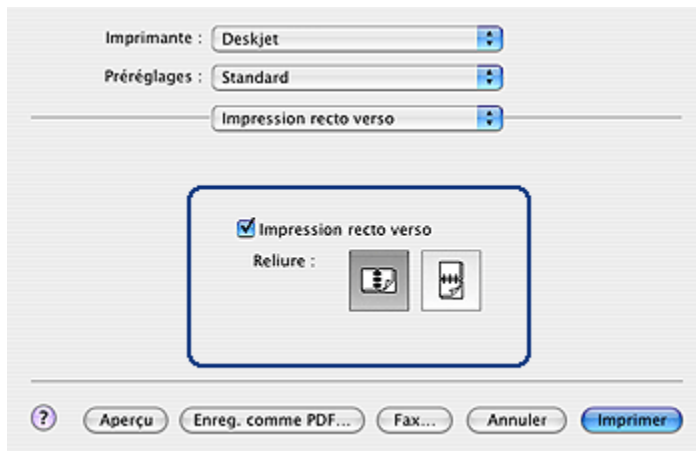 Imprimante : Deskjet
Préréglages : Standard
Impression recto verso
Impression recto verso
Reliure :
? Aperçu Enreg. comme PDF... Fax... Annuler Imprimer